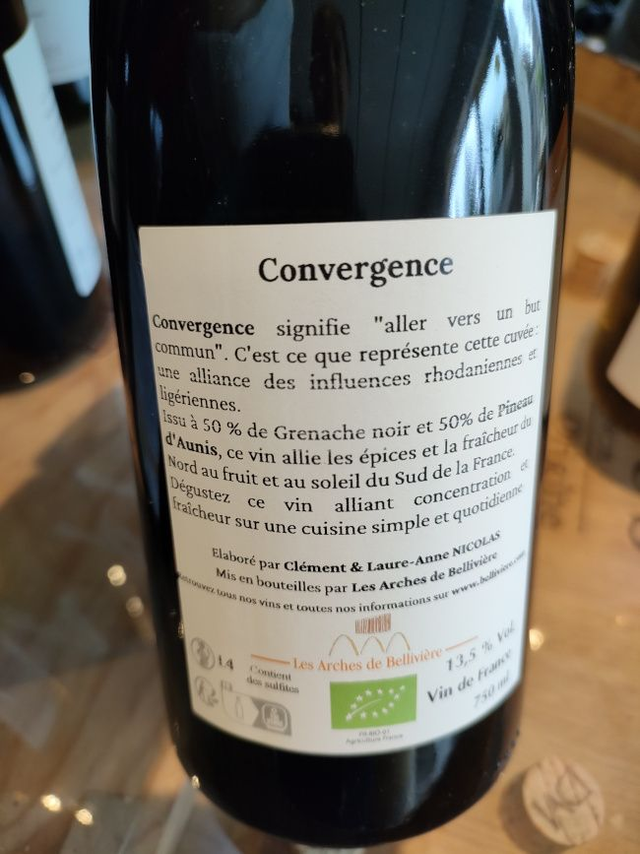 Convergence
Convergence signifie "aller vers un but
commun". C'est ce que représente cette cuvée :
une alliance des influences rhodaniennes et
ligériennes.
Issu à 50 % de Grenache noir et 50% de Pineau
d'Aunis, ce vin allie les épices et la fraîcheur du
Nord au fruit et au soleil du Sud de la France.
Dégustez ce vin alliant concentration et
fraîcheur sur une cuisine simple et quotidienne.
Elaboré par Clément & Laure-Anne NICOLAS
Mis en bouteilles par Les Arches de Bellivière
Retrouvez tous nos vins et toutes nos informations sur www.belliviere.com
Les Arches de Bellivière
14
Contient
des sulfites
13,5 % Vol.
Vin de France
750 ml
FR-BIO-01
Agriculture France